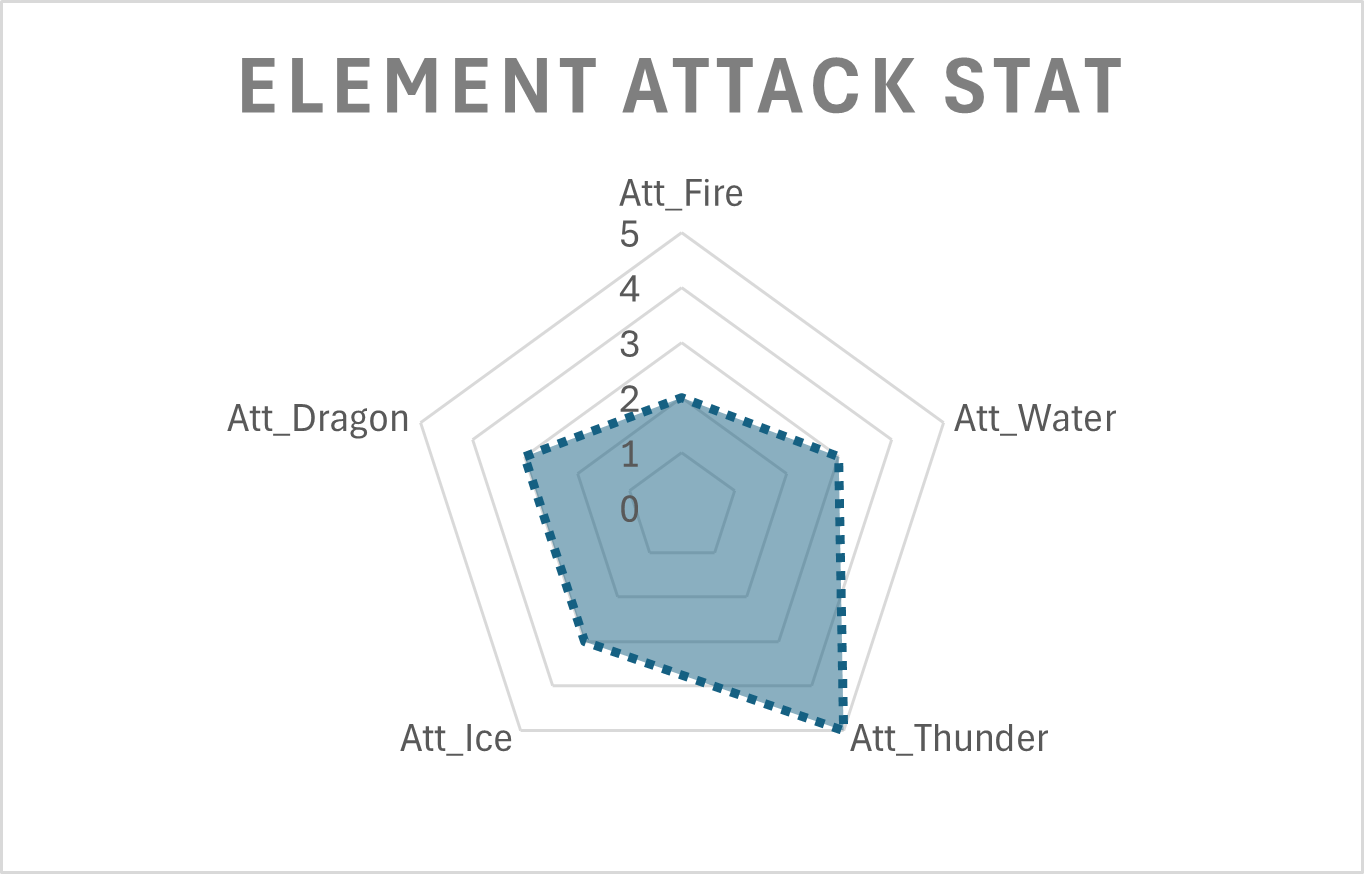 ELEMENT ATTACK STAT
Att_Fire
5
4
3
2
1
0
Att_Water
Att_Thunder
Att_Ice
Att_Dragon